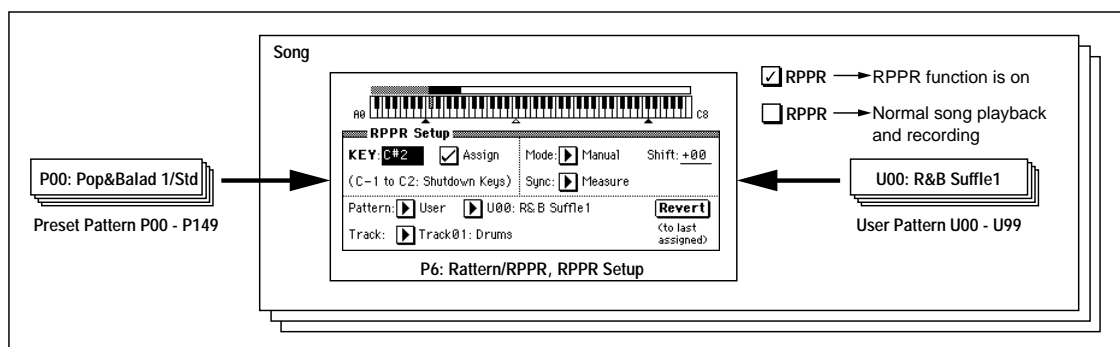 Song
RPPR RPPR function is on
RPPR Normal song playback
and recording
A0 C8
RPPR Setup
KEY: C#2 Assign Mode: Manual Shift: +00
(C-1 to C2: Shutdown Keys) Sync: Measure
Pattern: User U00: R&B Suffle1 Revert
Track: Track01: Drums (to last
assigned)
P6: Rattern/RPPR, RPPR Setup
P00: Pop&Balad 1/Std
Preset Pattern P00 - P149
U00: R&B Suffle1
User Pattern U00 - U99